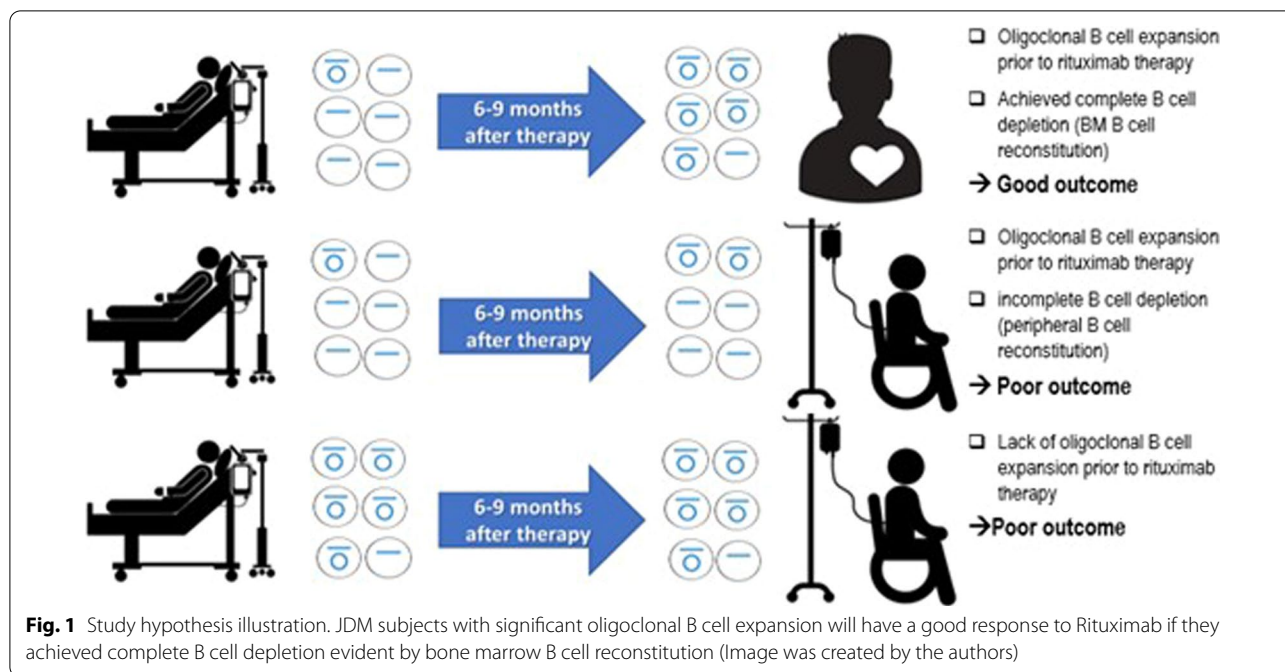 6-9 months
after therapy
❑ Oligoclonal B cell expansion
prior to rituximab therapy
❑ Achieved complete B cell
depletion (BM B cell
reconstitution)
→ Good outcome
6-9 months
after therapy
❑ Oligoclonal B cell expansion
prior to rituximab therapy
❑ incomplete B cell depletion
(peripheral B cell
reconstitution)
→ Poor outcome
6-9 months
after therapy
❑ Lack of oligoclonal B cell
expansion prior to rituximab
therapy
→Poor outcome
Fig. 1 Study hypothesis illustration. JDM subjects with significant oligoclonal B cell expansion will have a good response to Rituximab if they
achieved complete B cell depletion evident by bone marrow B cell reconstitution (Image was created by the authors)